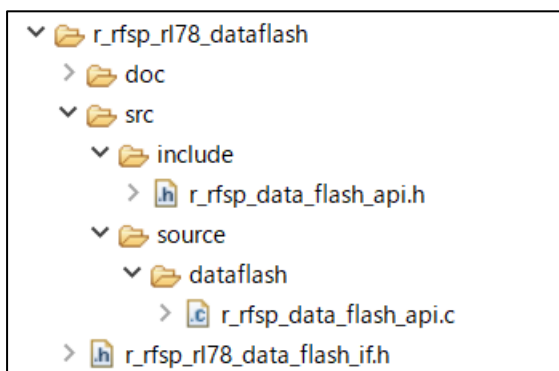 r_rfsp_rl78_dataflash
doc
src
include
r_rfsp_data_flash_api.h
source
dataflash
r_rfsp_data_flash_api.c
r_rfsp_rl78_data_flash_if.h